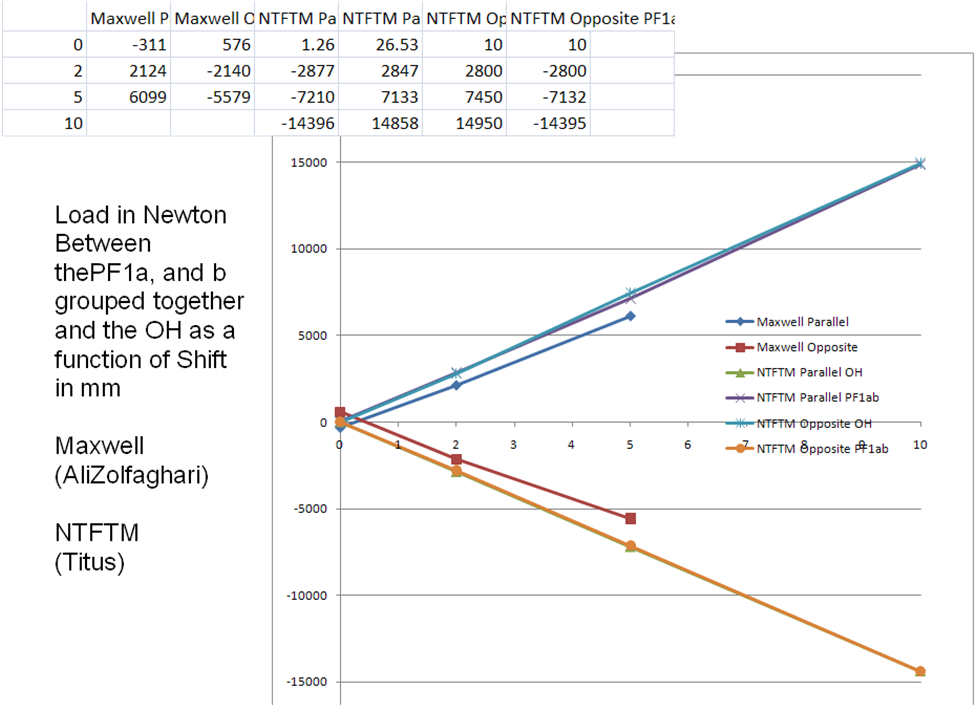 Maxwell P Maxwell O NTFTM Pa NTFTM Pa NTFTM Op NTFTM Opposite PF1a
0 -311 576 1.26 26.53 10 10
2 2124 -2140 -2877 2847 2800 -2800
5 6099 -5579 -7210 7133 7450 -7132
10 -14396 14858 14950 -14395
Load in Newton
Between
thePF1a, and b
grouped together
and the OH as a
function of Shift
in mm
Maxwell
(AliZolfaghari)
NTFTM
(Titus)
15000
10000
5000
0
-5000
-10000
-15000
0 1 2 3 4 5 6 7 8 9 10
Maxwell Parallel
Maxwell Opposite
NTFTM Parallel OH
NTFTM Parallel PF1ab
NTFTM Opposite OH
NTFTM Opposite PF1ab